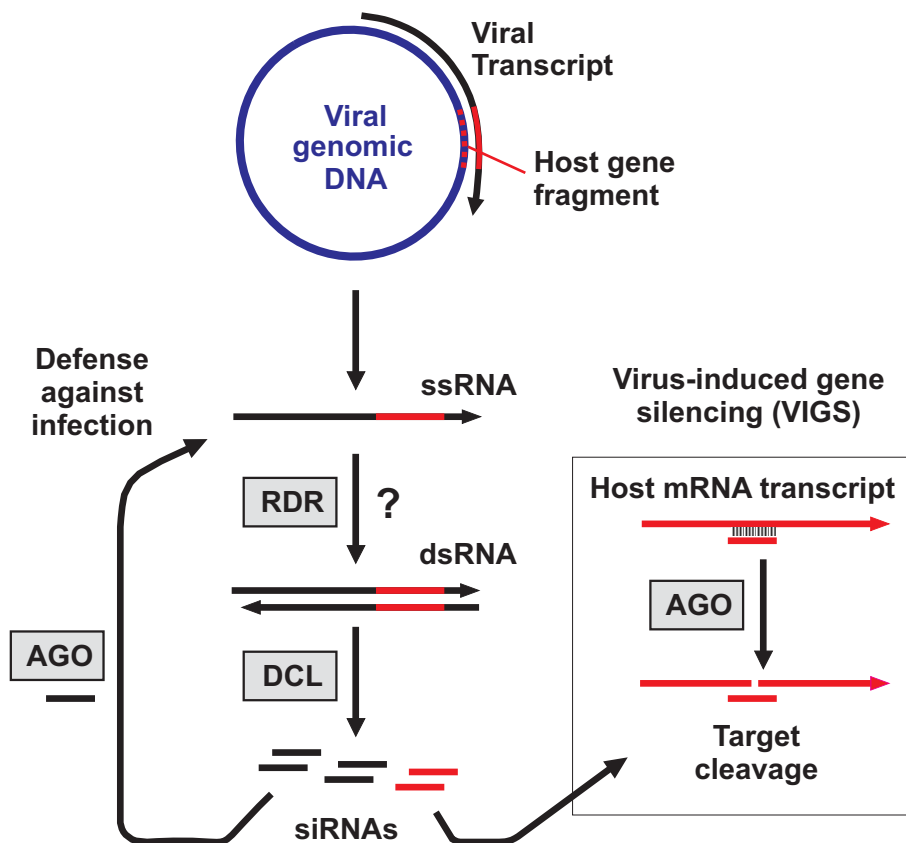 Viral
Transcript
Viral
genomic
DNA
Host gene
fragment
Defense
against
infection
ssRNA
Virus-induced gene
silencing (VIGS)
RDR
?
Host mRNA transcript
dsRNA
AGO
AGO
DCL
Target
cleavage
siRNAs